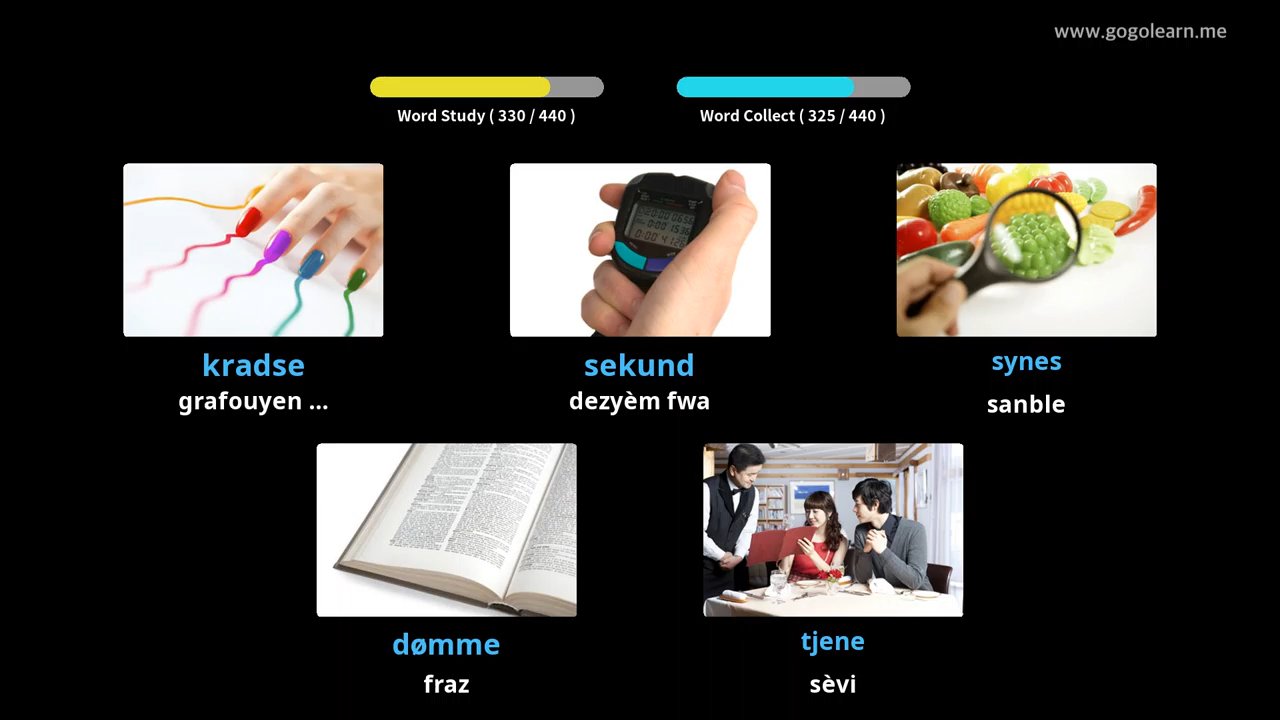 www.gogolearn.me
Word Study ( 330 / 440 )
Word Collect ( 325 / 440 )
kradse
grafouyen ...
sekund
dezyèm fwa
synes
sanble
dømme
fraz
tjene
sèvi